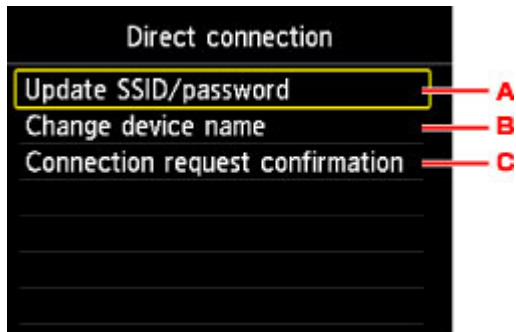 Direct connection
Update SSID/password A
Change device name B
Connection request confirmation C